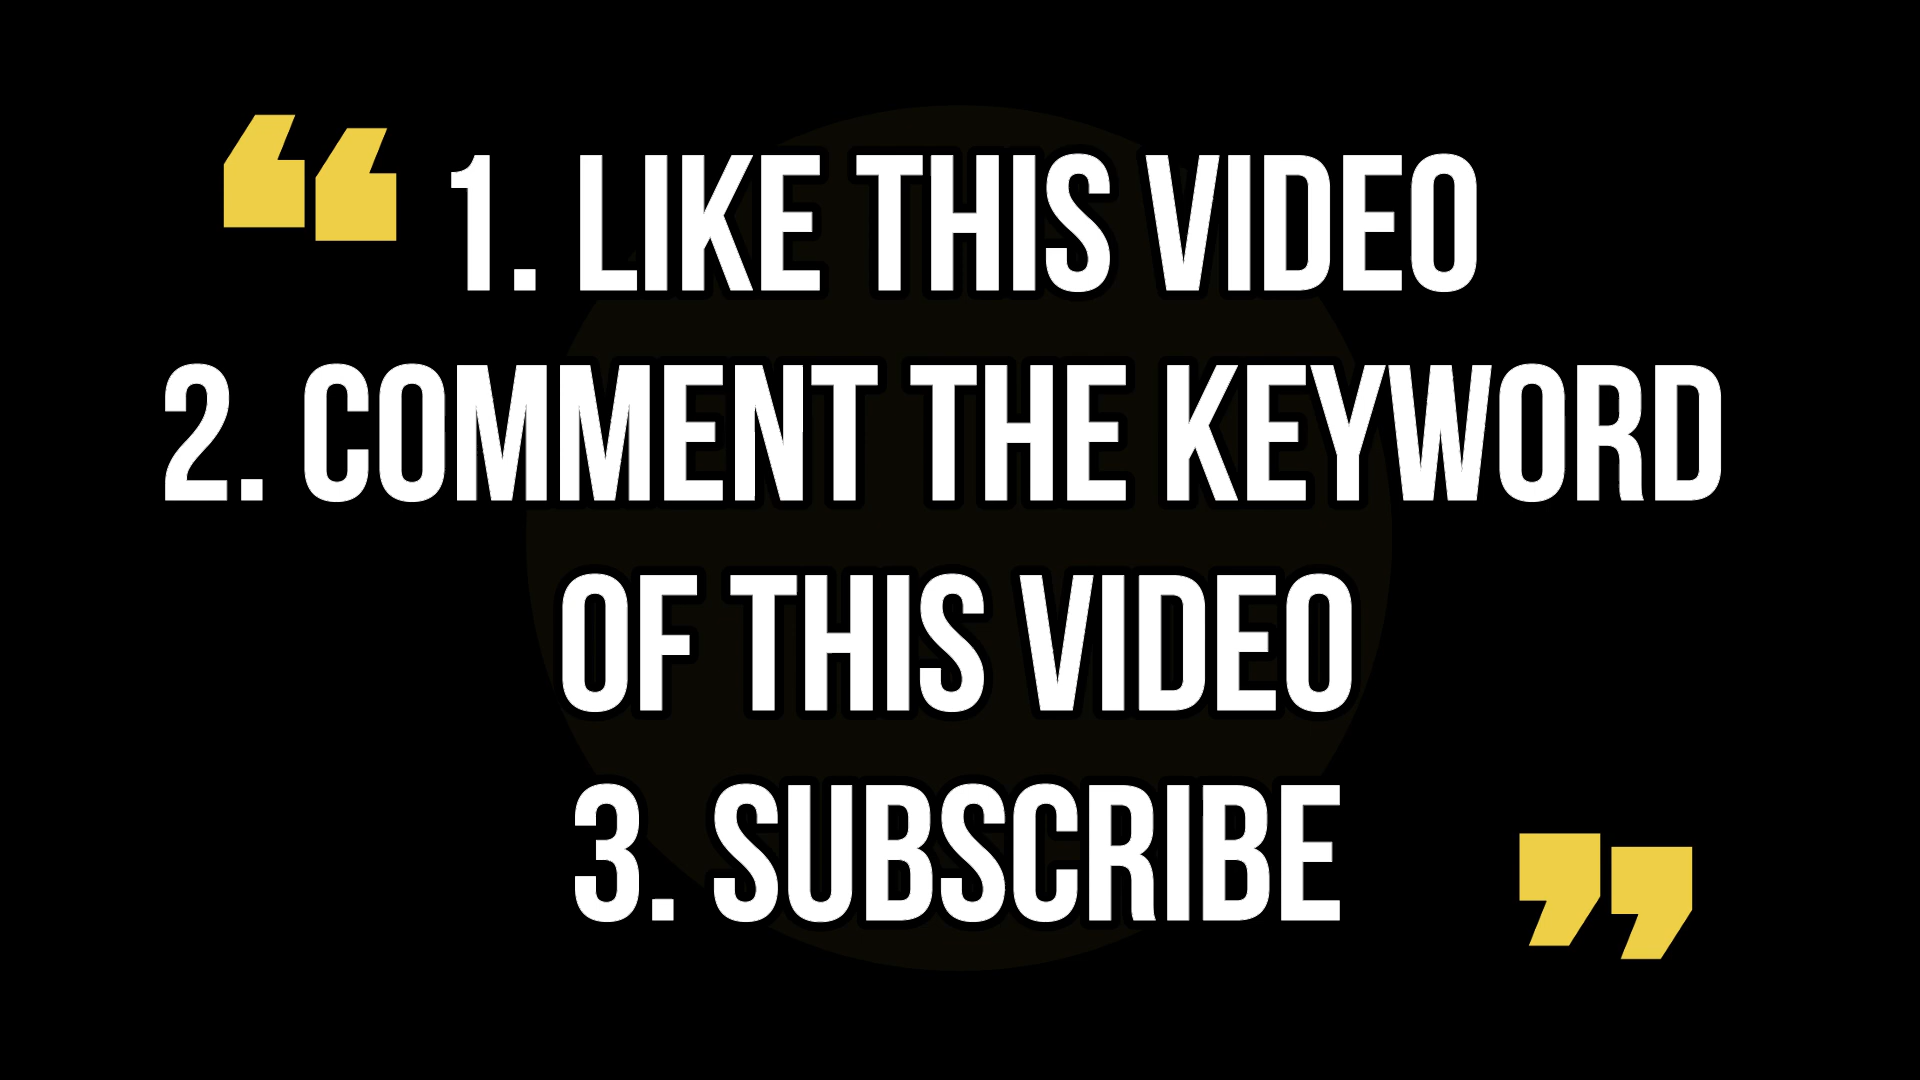 “ 1. LIKE THIS VIDEO
2. COMMENT THE KEYWORD
OF THIS VIDEO
3. SUBSCRIBE ”